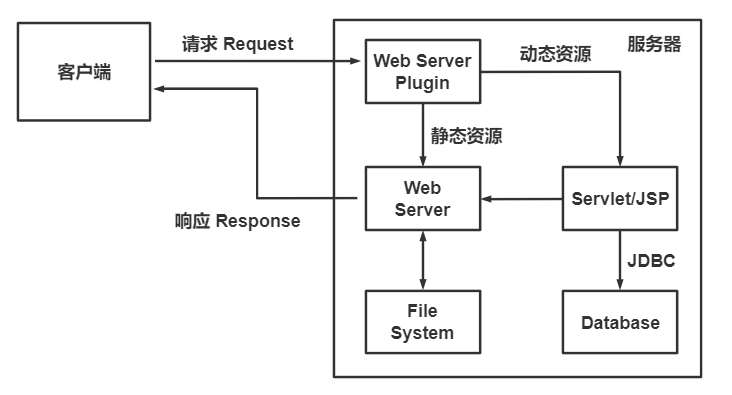 请求 Request
服务器
客户端
Web Server
Plugin
动态资源
静态资源
Web
Server
Servlet/JSP
响应 Response
JDBC
File
System
Database